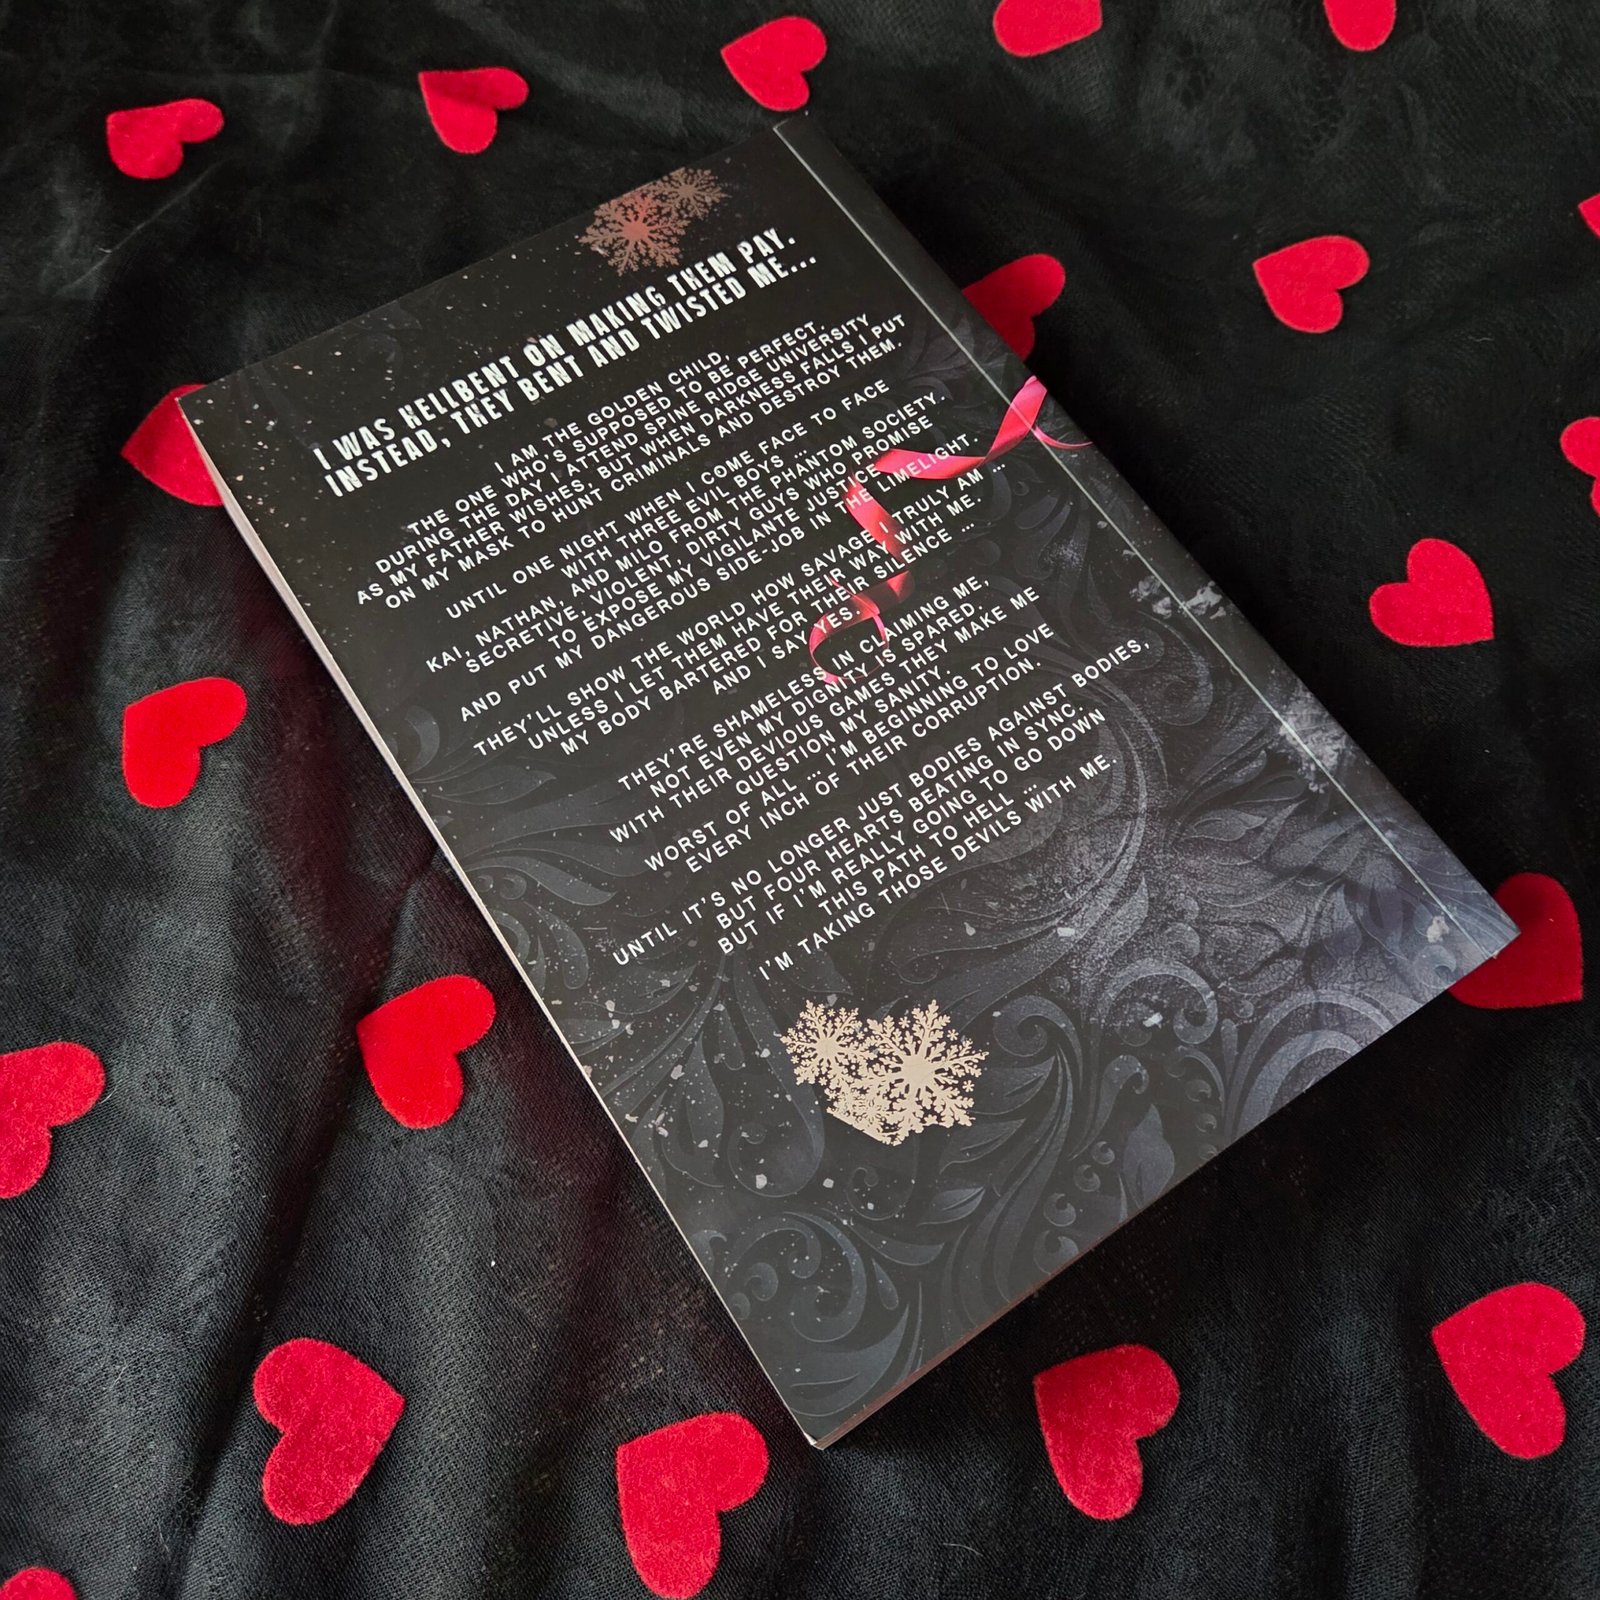 I WAS HELLBENT ON MAKING THEM PAY.
INSTEAD, THEY BENT AND TWISTED ME...
I AM THE GOLDEN CHILD,
THE ONE WHO'S SUPPOSED TO BE PERFECT.
DURING THE DAY I ATTEND SPINE RIDGE UNIVERSITY
AS MY FATHER WISHES, BUT WHEN DARKNESS FALLS I PUT
ON MY MASK TO HUNT CRIMINALS AND DESTROY THEM.
UNTIL ONE NIGHT WHEN I COME FACE TO FACE
WITH THREE EVIL BOYS ...
KAI, NATHAN, AND MILO FROM THE PHANTOM SOCIETY.
SECRETIVE, VIOLENT, DIRTY GUYS WHO PROMISE
TO EXPOSE MY VIGILANTE JUSTICE
AND PUT MY DANGEROUS SIDE-JOB IN THE LIMELIGHT.
THEY'LL SHOW THE WORLD HOW SAVAGE I TRULY AM ...
UNLESS I LET THEM HAVE THEIR WAY WITH ME.
MY BODY BARTERED FOR THEIR SILENCE ...
AND I SAY YES.
THEY'RE SHAMELESS IN CLAIMING ME,
NOT EVEN MY DIGNITY IS SPARED.
WITH THEIR DEVIOUS GAMES THEY MAKE ME
QUESTION MY SANITY.
WORST OF ALL ... I'M BEGINNING TO LOVE
EVERY INCH OF THEIR CORRUPTION.
UNTIL IT'S NO LONGER JUST BODIES AGAINST BODIES,
BUT FOUR HEARTS BEATING IN SYNC.
BUT IF I'M REALLY GOING TO GO DOWN
THIS PATH TO HELL ...
I'M TAKING THOSE DEVILS WITH ME.